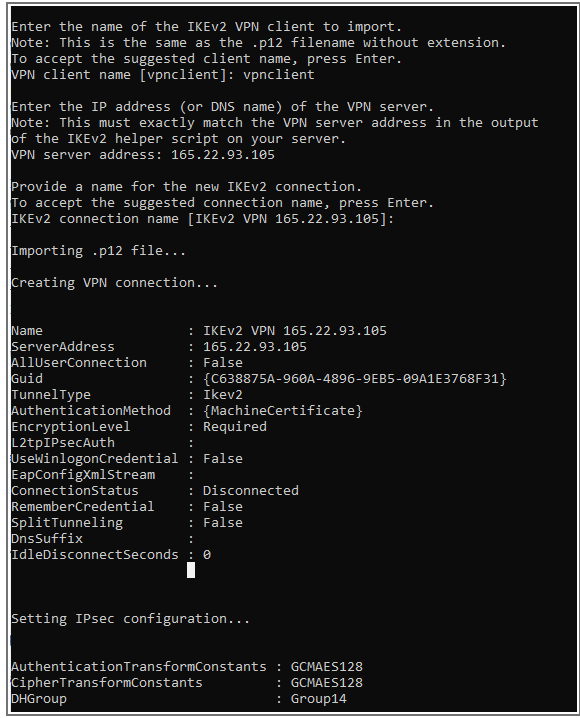 Enter the name of the IKEv2 VPN client to import.
Note: This is the same as the .p12 filename without extension.
To accept the suggested client name, press Enter.
VPN client name [vpnclient]: vpnclient
Enter the IP address (or DNS name) of the VPN server.
Note: This must exactly match the VPN server address in the output
of the IKEv2 helper script on your server.
VPN server address: 165.22.93.105
Provide a name for the new IKEv2 connection.
To accept the suggested connection name, press Enter.
IKEv2 connection name [IKEv2 VPN 165.22.93.105]:
Importing .p12 file...
Creating VPN connection...
Name                  : IKEv2 VPN 165.22.93.105
ServerAddress         : 165.22.93.105
AllUserConnection     : False
Guid                  : {C638875A-960A-4896-9EB5-09A1E3768F31}
TunnelType            : Ikev2
AuthenticationMethod  : {MachineCertificate}
EncryptionLevel       : Required
L2tpIPsecAuth         :
UseWinlogonCredential : False
EapConfigXmlStream    :
ConnectionStatus      : Disconnected
RememberCredential    : False
SplitTunneling        : False
DnsSuffix             :
IdleDisconnectSeconds : 0
Setting IPsec configuration...
AuthenticationTransformConstants : GCMAES128
CipherTransformConstants         : GCMAES128
DHGroup                          : Group14